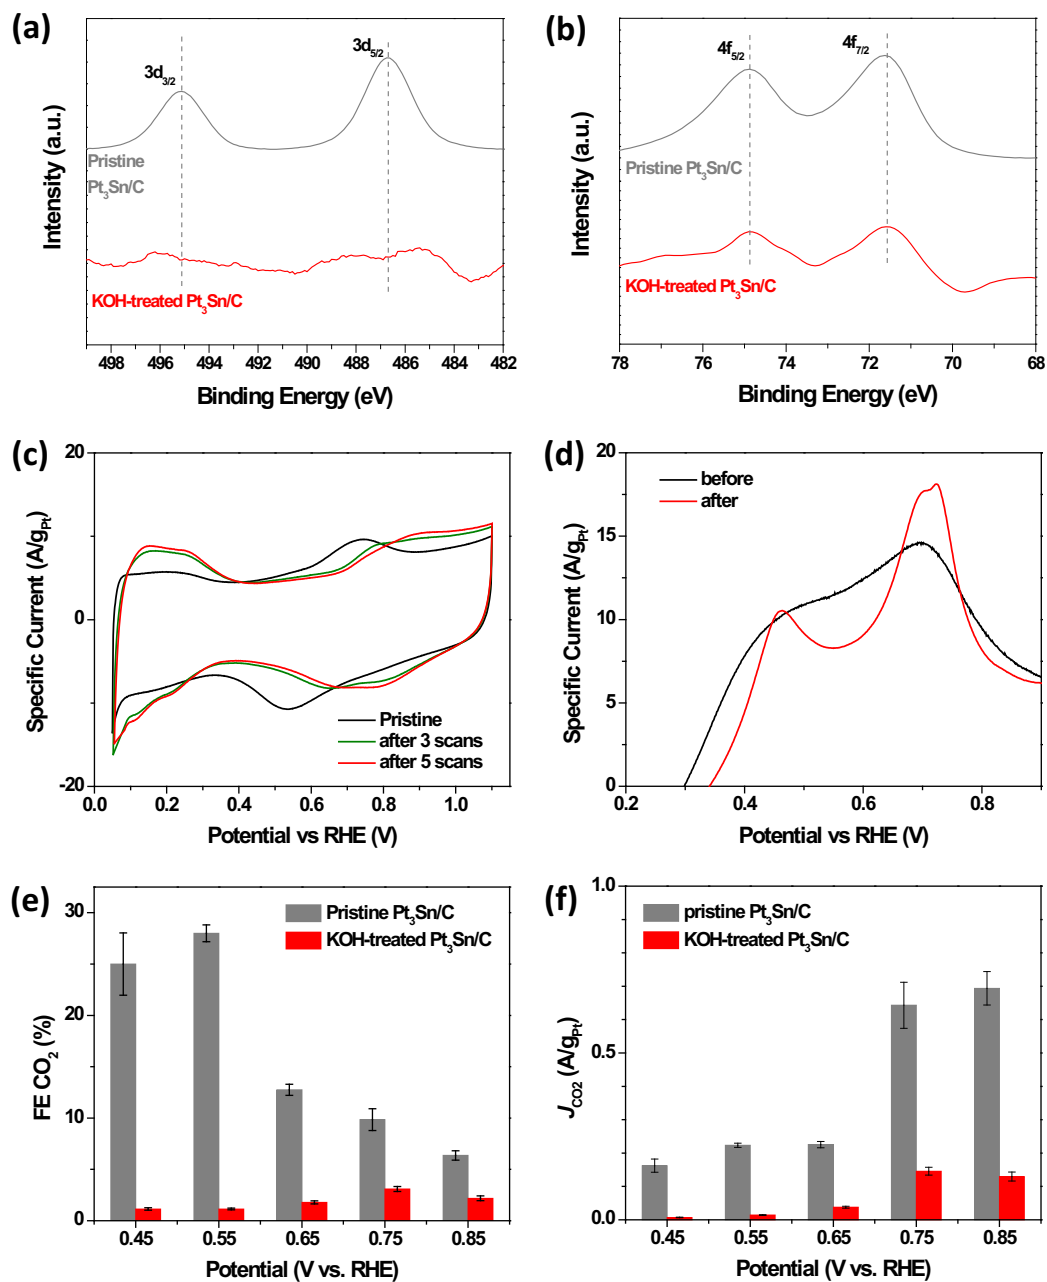 (a)
3d3/2
3d5/2
Pristine
Pt3Sn/C
KOH-treated Pt3Sn/C
Intensity (a.u.)
498 496 494 492 490 488 486 484 482
Binding Energy (eV)
(b)
4f5/2
4f7/2
Pristine Pt3Sn/C
KOH-treated Pt3Sn/C
Intensity (a.u.)
78 76 74 72 70 68
Binding Energy (eV)
(c)
20
0
-20
Specific Current (A/gPt)
Pristine
after 3 scans
after 5 scans
0.0 0.2 0.4 0.6 0.8 1.0
Potential vs RHE (V)
(d)
20
15
10
5
0
Specific Current (A/gPt)
before
after
0.2 0.4 0.6 0.8
Potential vs RHE (V)
(e)
30
20
10
0
FE CO2 (%)
Pristine Pt3Sn/C
KOH-treated Pt3Sn/C
0.45 0.55 0.65 0.75 0.85
Potential (V vs. RHE)
(f)
1.0
0.5
0.0
JCO2 (A/gPt)
pristine Pt3Sn/C
KOH-treated Pt3Sn/C
0.45 0.55 0.65 0.75 0.85
Potential (V vs. RHE)